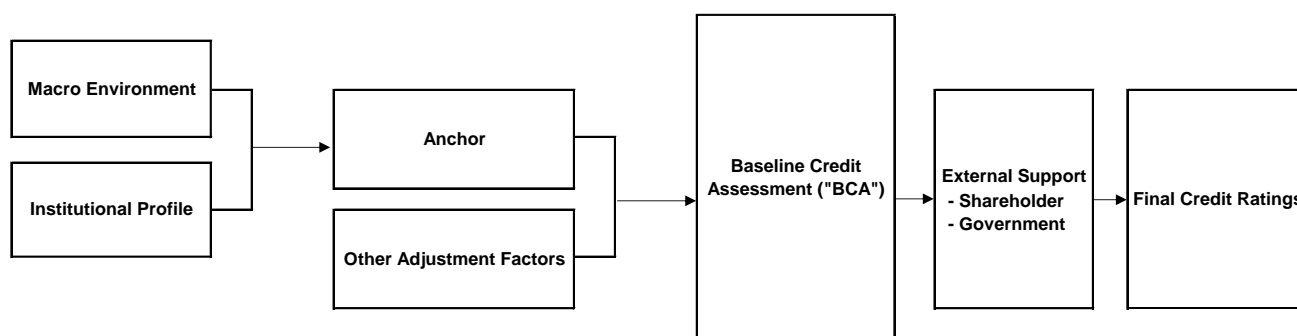 Macro Environment
Institutional Profile
Anchor
Other Adjustment Factors
Baseline Credit
Assessment ("BCA")
External Support
- Shareholder
- Government
Final Credit Ratings